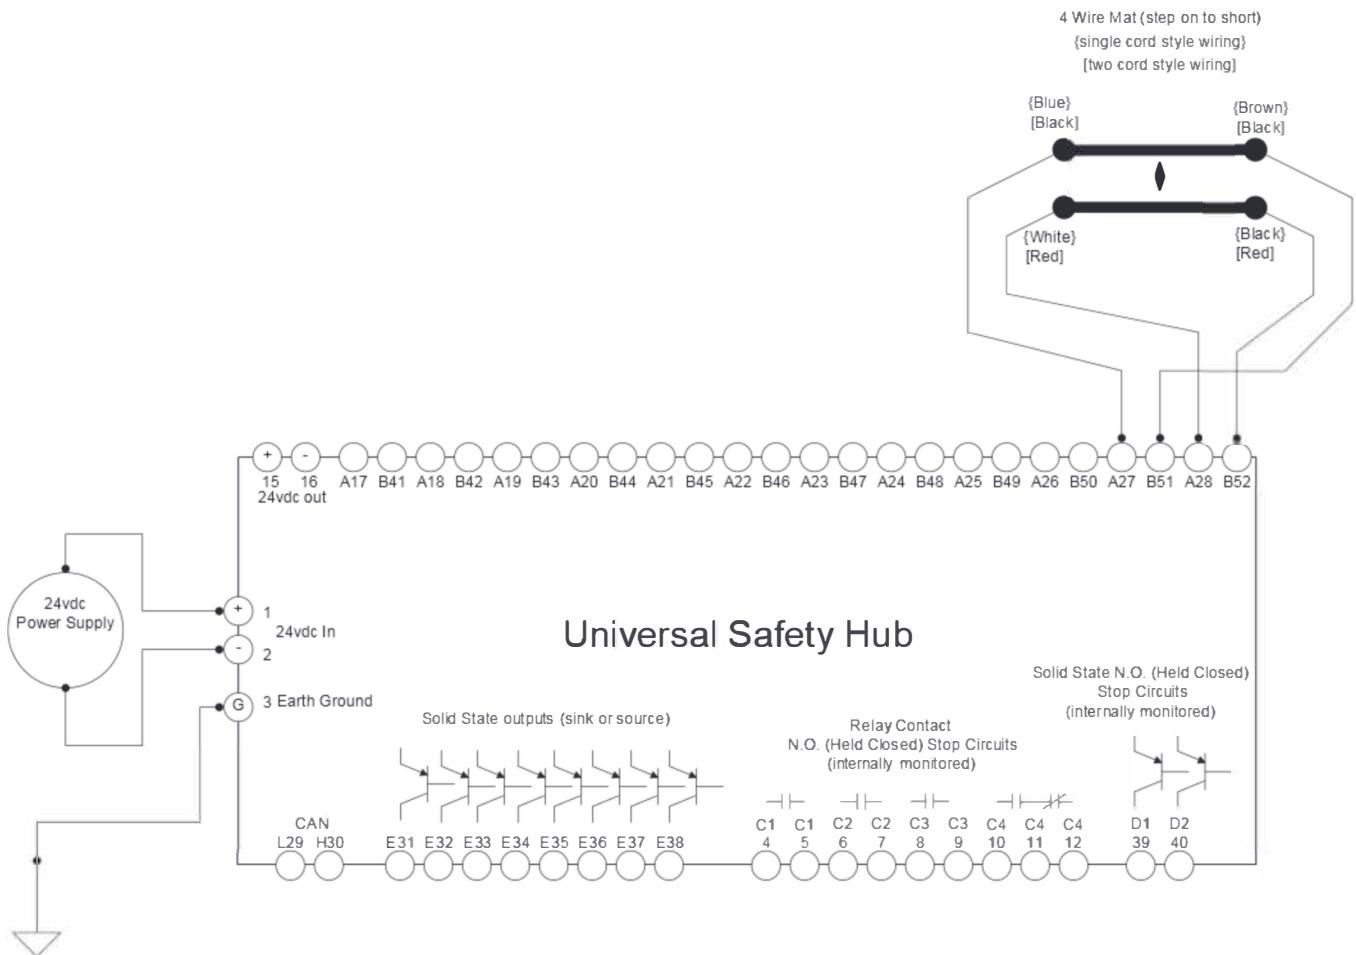 4 Wire Mat (step on to short)
{single cord style wiring}
[two cord style wiring]
{Blue}
[Black]
{Brown}
[Black]
{White}
[Red]
{Black}
[Red]
+ -
15 16 A17 B41 A18 B42 A19 B43 A20 B44 A21 B45 A22 B46 A23 B47 A24 B48 A25 B49 A26 B50 A27 B51 A28 B52
24vdc out
24vdc
Power Supply
+ 1
24vdc In
- 2
G 3 Earth Ground
Universal Safety Hub
Solid State outputs (sink or source)
Relay Contact
N.O. (Held Closed) Stop Circuits
(internally monitored)
Solid State N.O. (Held Closed)
Stop Circuits
(internally monitored)
CAN
L29 H30
E31 E32 E33 E34 E35 E36 E37 E38
C1 C1 C2 C2 C3 C3 C4 C4 C4
4 5 6 7 8 9 10 11 12
D1 D2
39 40